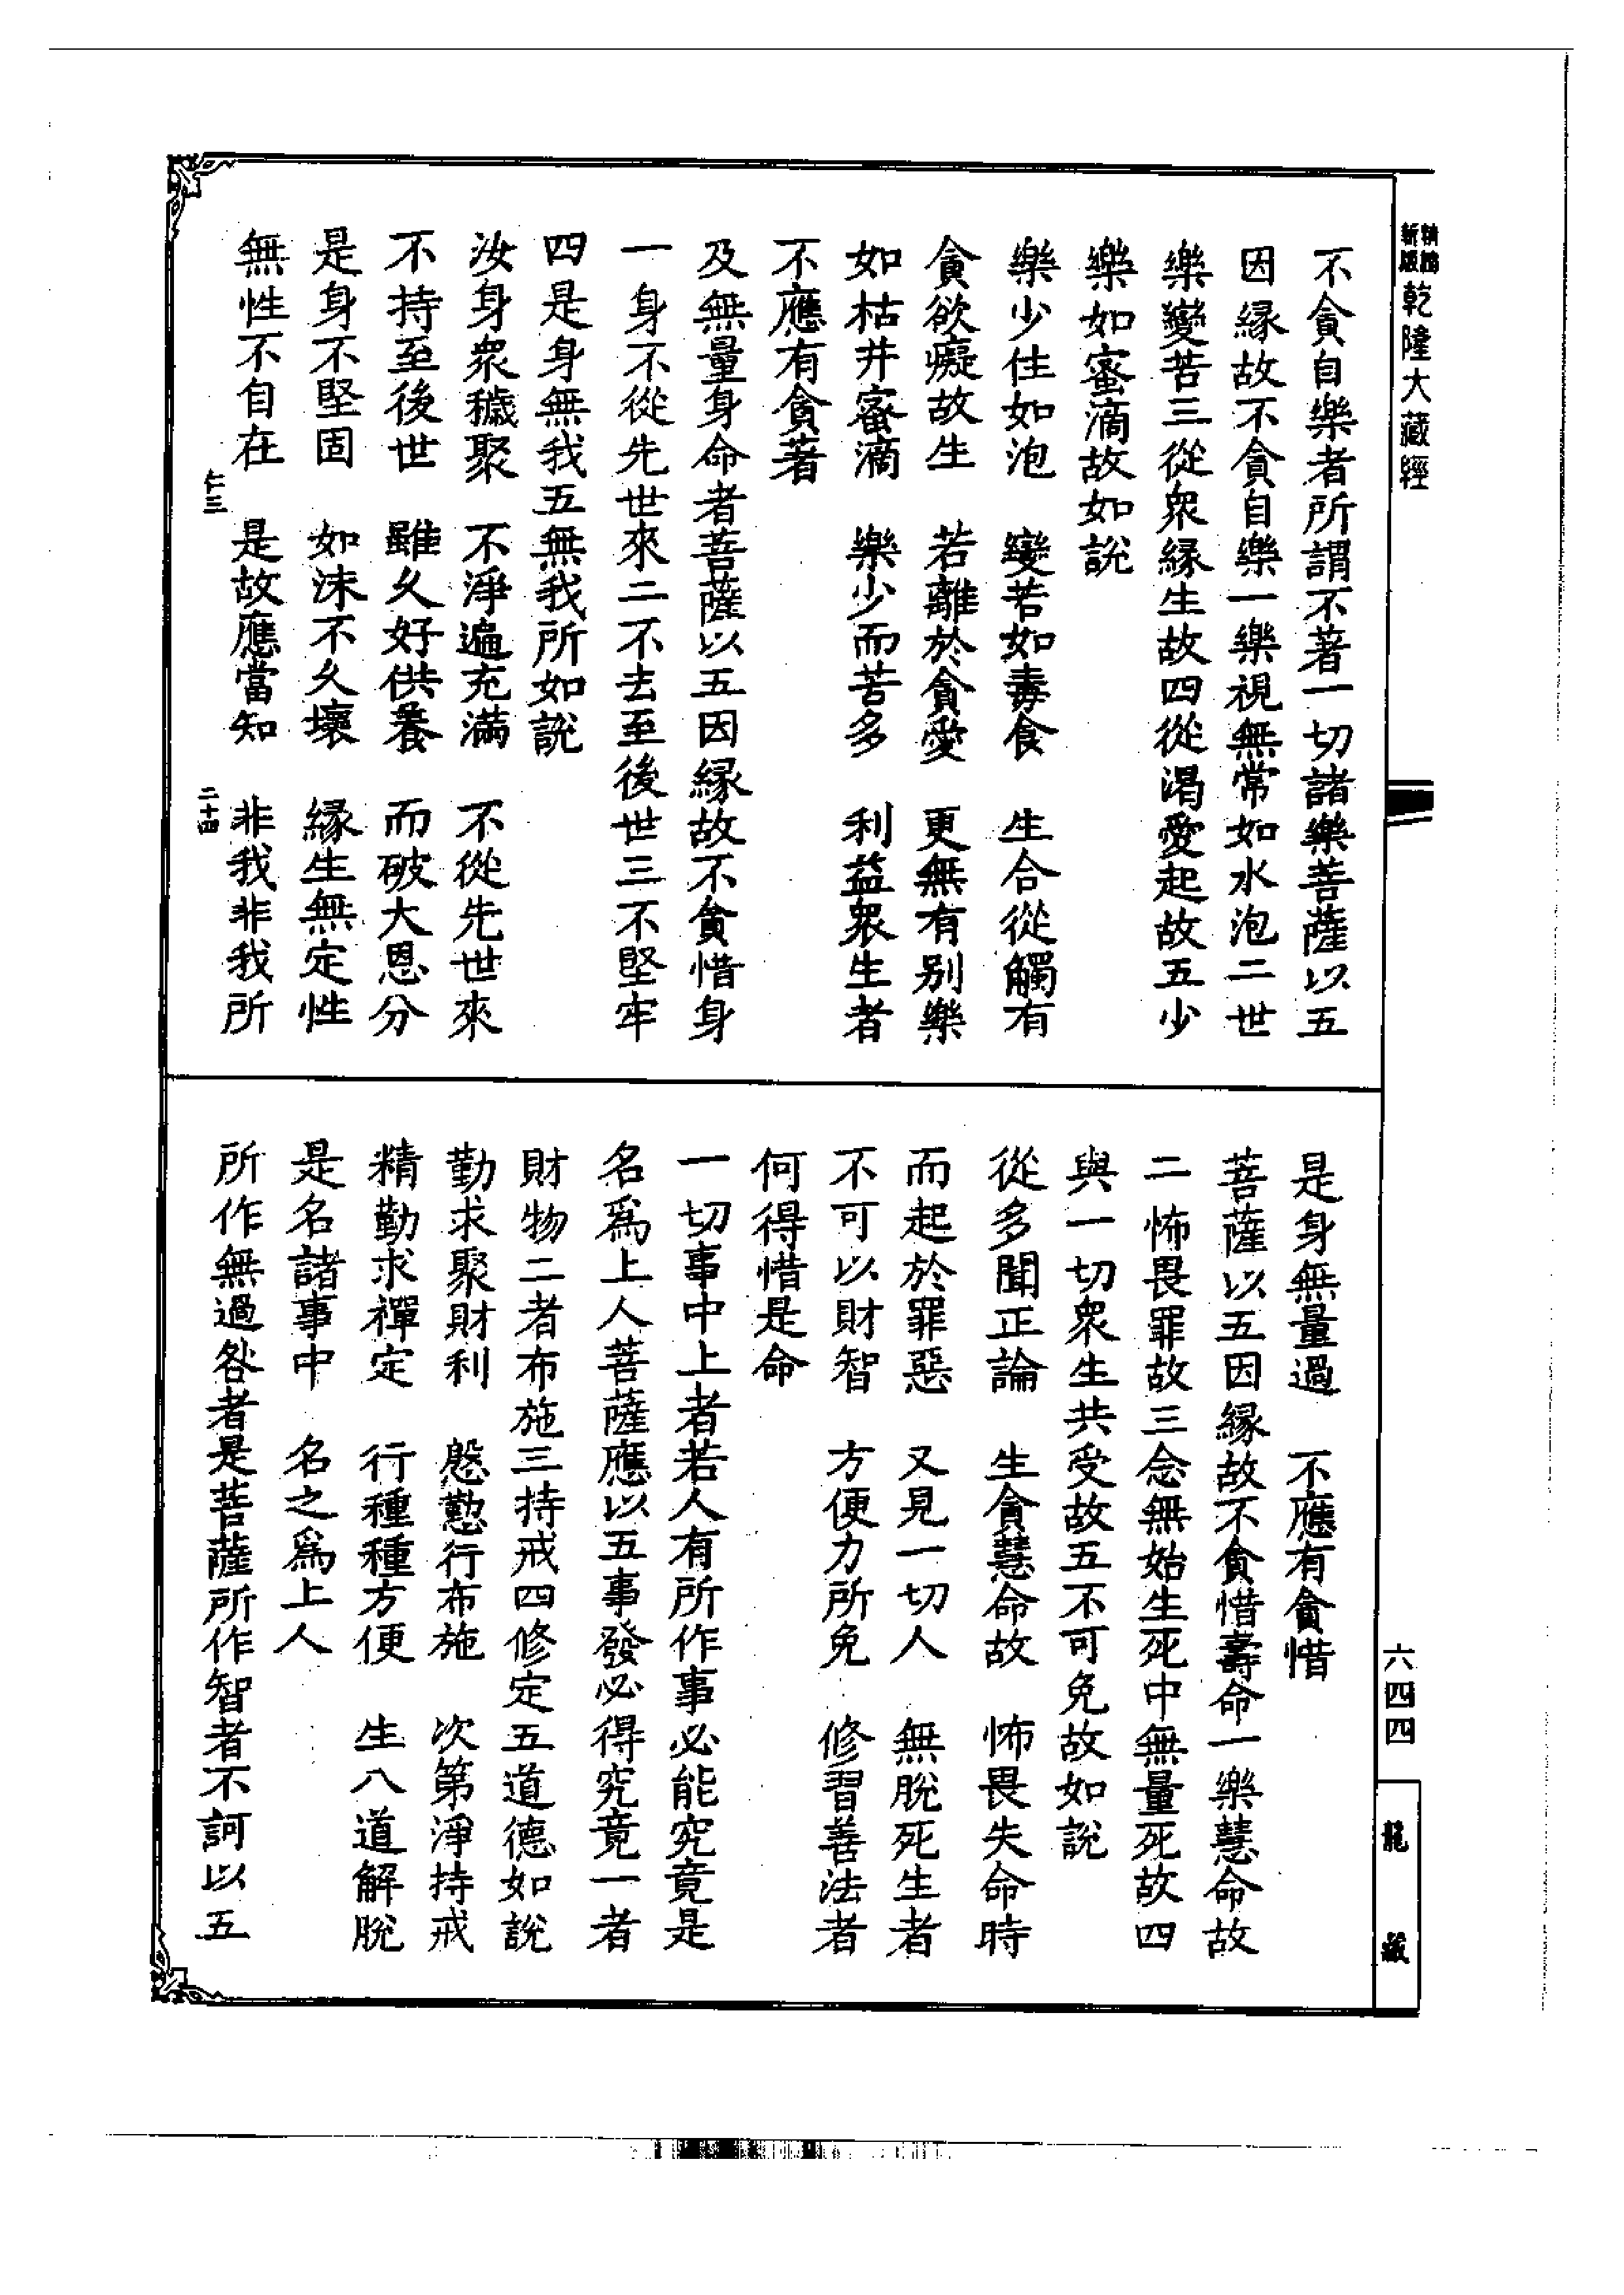 精縮
新版
乾隆大藏經
不貪自樂者所謂不著一切諸樂菩薩以五
因緣故不貪自樂一樂視無常如水泡二世
樂變苦三從衆緣生故四從渴愛起故五少
樂如蜜滴故如說
樂少住如泡　變若如毒食　生合從觸有
貪欲癡故生　若離於貪愛　更無有别樂
如枯井蜜滴　樂少而苦多　利益衆生者
不應有貪著
及無量身命者菩薩以五因緣故不貪惜身
一身不從先世來二不去至後世三不堅牢
四是身無我五無我所如說
汝身衆穢聚　不淨遍充滿　不從先世來
不持至後世　雖久好供養　而破大恩分
是身不堅固　如沫不久壞　緣生無定性
無性不自在　是故應當知　非我非我所
二十四
是身無量過　不應有貪惜
菩薩以五因緣故不貪惜壽命一樂慧命故
二怖畏罪故三念無始生死中無量死故四
與一切衆生共受故五不可免故如說
從多聞正論　生貪慧命故　怖畏失命時
而起於罪惡　又見一切人　無脫死生者
不可以財智　方便力所免　修習善法者
何得惜是命
一切事中上者若人有所作事必能究竟是
名爲上人菩薩應以五事發必得究竟一者
財物二者布施三持戒四修定五道德如說
勤求聚財利　慇懃行布施　次第淨持戒
精勤求禪定　行種種方便　生八道解脫
是名諸事中　名之爲上人
所作無過咎者是菩薩所作智者不訶以五
六四四
龍藏